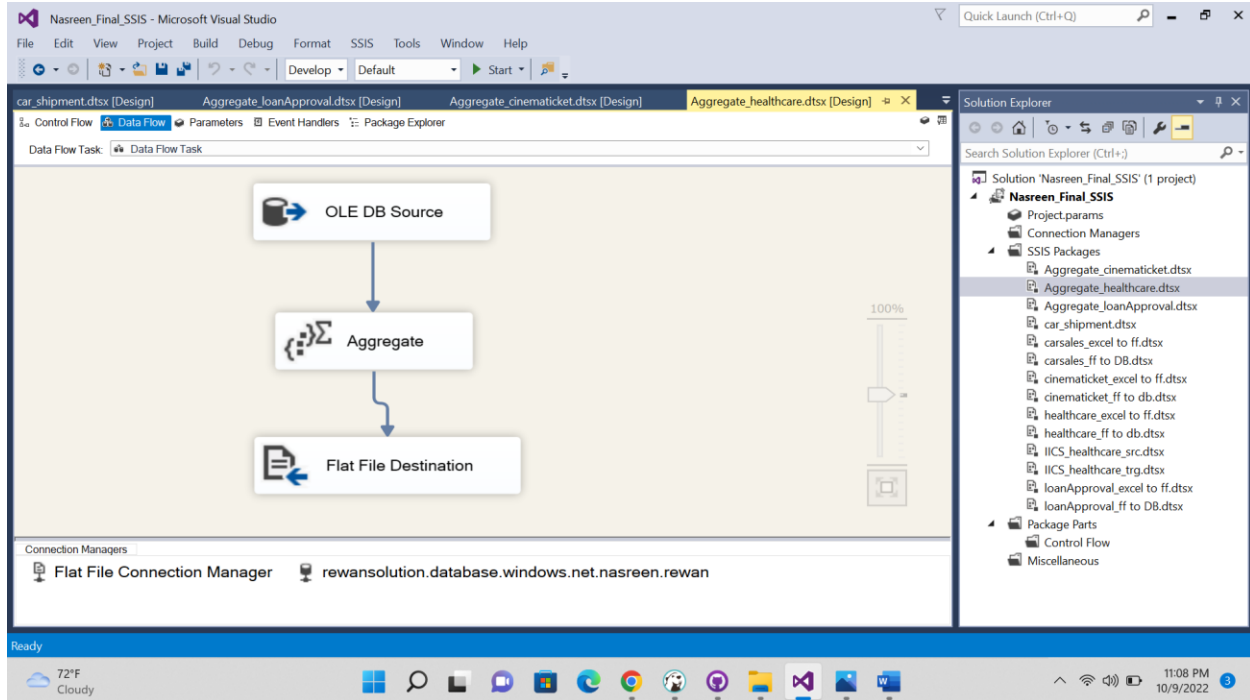 Nasreen_Final_SSIS - Microsoft Visual Studio
Quick Launch (Ctrl+Q)
File Edit View Project Build Debug Format SSIS Tools Window Help
Develop Default Start
car_shipment.dtsx [Design] Aggregate_loanApproval.dtsx [Design] Aggregate_cinematicket.dtsx [Design] Aggregate_healthcare.dtsx [Design]
Control Flow Data Flow Parameters Event Handlers Package Explorer
Data Flow Task: Data Flow Task
OLE DB Source
Aggregate
Flat File Destination
100%
Connection Managers
Flat File Connection Manager rewansolution.database.windows.net.nasreen.rewan
Solution Explorer
Search Solution Explorer (Ctrl+;)
Solution 'Nasreen_Final_SSIS' (1 project)
Nasreen_Final_SSIS
Project.params
Connection Managers
SSIS Packages
Aggregate_cinematicket.dtsx
Aggregate_healthcare.dtsx
Aggregate_loanApproval.dtsx
car_shipment.dtsx
carsales_excel to ff.dtsx
carsales_ff to DB.dtsx
cinematicket_excel to ff.dtsx
cinematicket_ff to db.dtsx
healthcare_excel to ff.dtsx
healthcare_ff to db.dtsx
IICS_healthcare_src.dtsx
IICS_healthcare_trg.dtsx
loanApproval_excel to ff.dtsx
loanApproval_ff to DB.dtsx
Package Parts
Control Flow
Miscellaneous
Ready
72°F
Cloudy
11:08 PM
10/9/2022
3